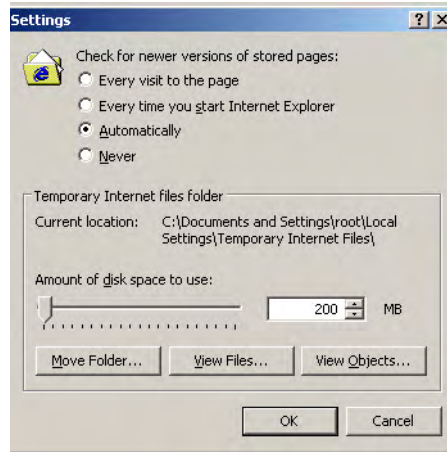 Settings
Check for newer versions of stored pages:
Every visit to the page
Every time you start Internet Explorer
Automatically
Never
Temporary Internet files folder
Current location: C:\Documents and Settings\root\Local
Settings\Temporary Internet Files\
Amount of disk space to use:
200 MB
Move Folder... View Files... View Objects...
OK Cancel